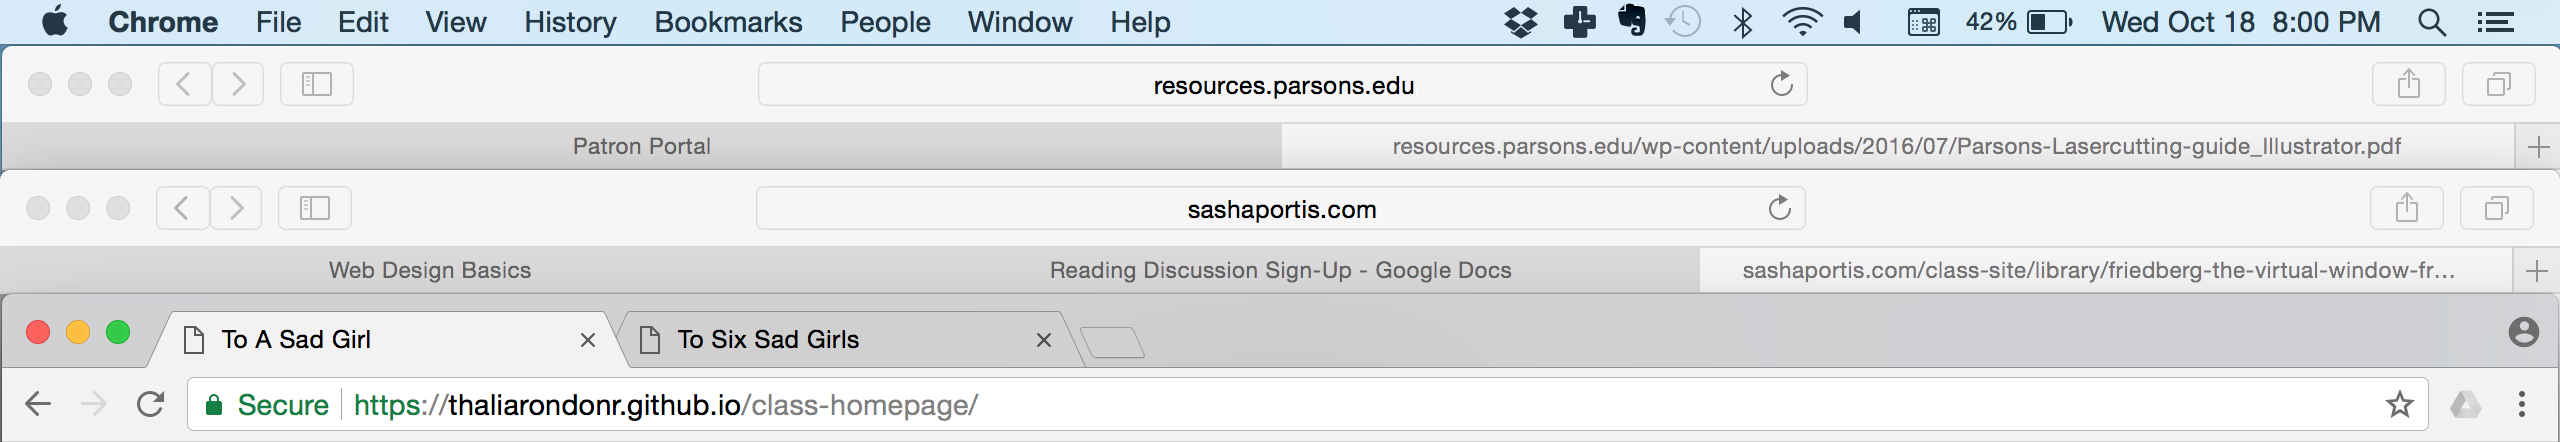 Chrome File Edit View History Bookmarks People Window Help 42% Wed Oct 18 8:00 PM
resources.parsons.edu
Patron Portal resources.parsons.edu/wp-content/uploads/2016/07/Parsons-Lasercutting-guide_Illustrator.pdf
sashaportis.com
Web Design Basics Reading Discussion Sign-Up - Google Docs sashaportis.com/class-site/library/friedberg-the-virtual-window-fr...
To A Sad Girl To Six Sad Girls
Secure https://thaliarondonr.github.io/class-homepage/